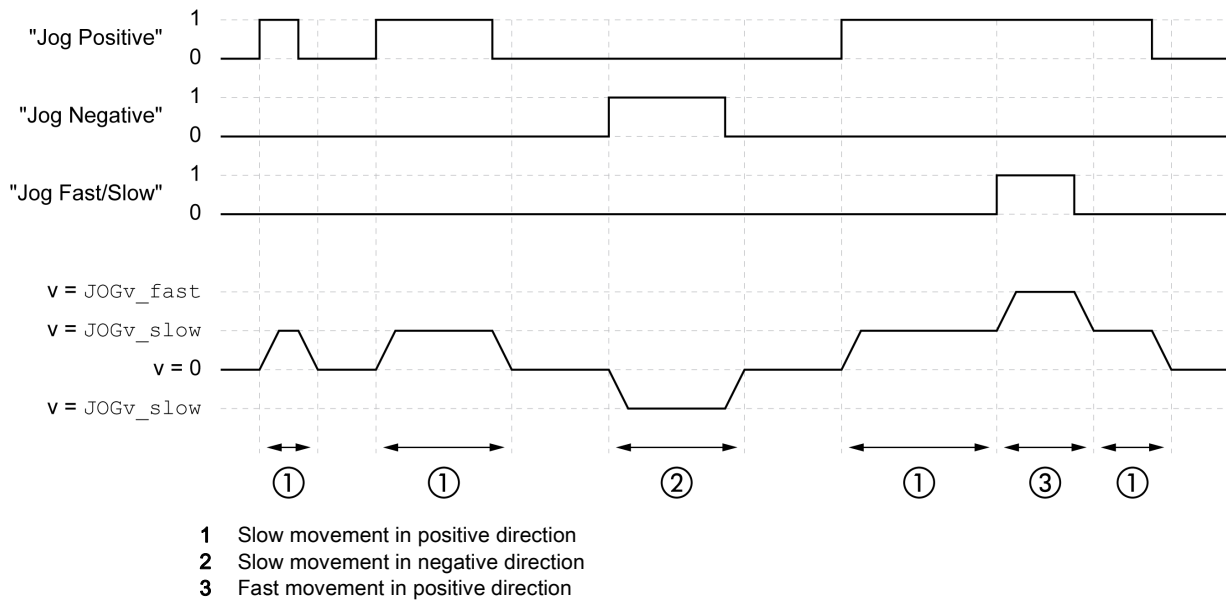 "Jog Positive" 1
0
"Jog Negative" 1
0
"Jog Fast/Slow" 1
0
v = JOGv_fast
v = JOGv_slow
v = 0
v = JOGv_slow
1 1 2 1 3 1
1 Slow movement in positive direction
2 Slow movement in negative direction
3 Fast movement in positive direction